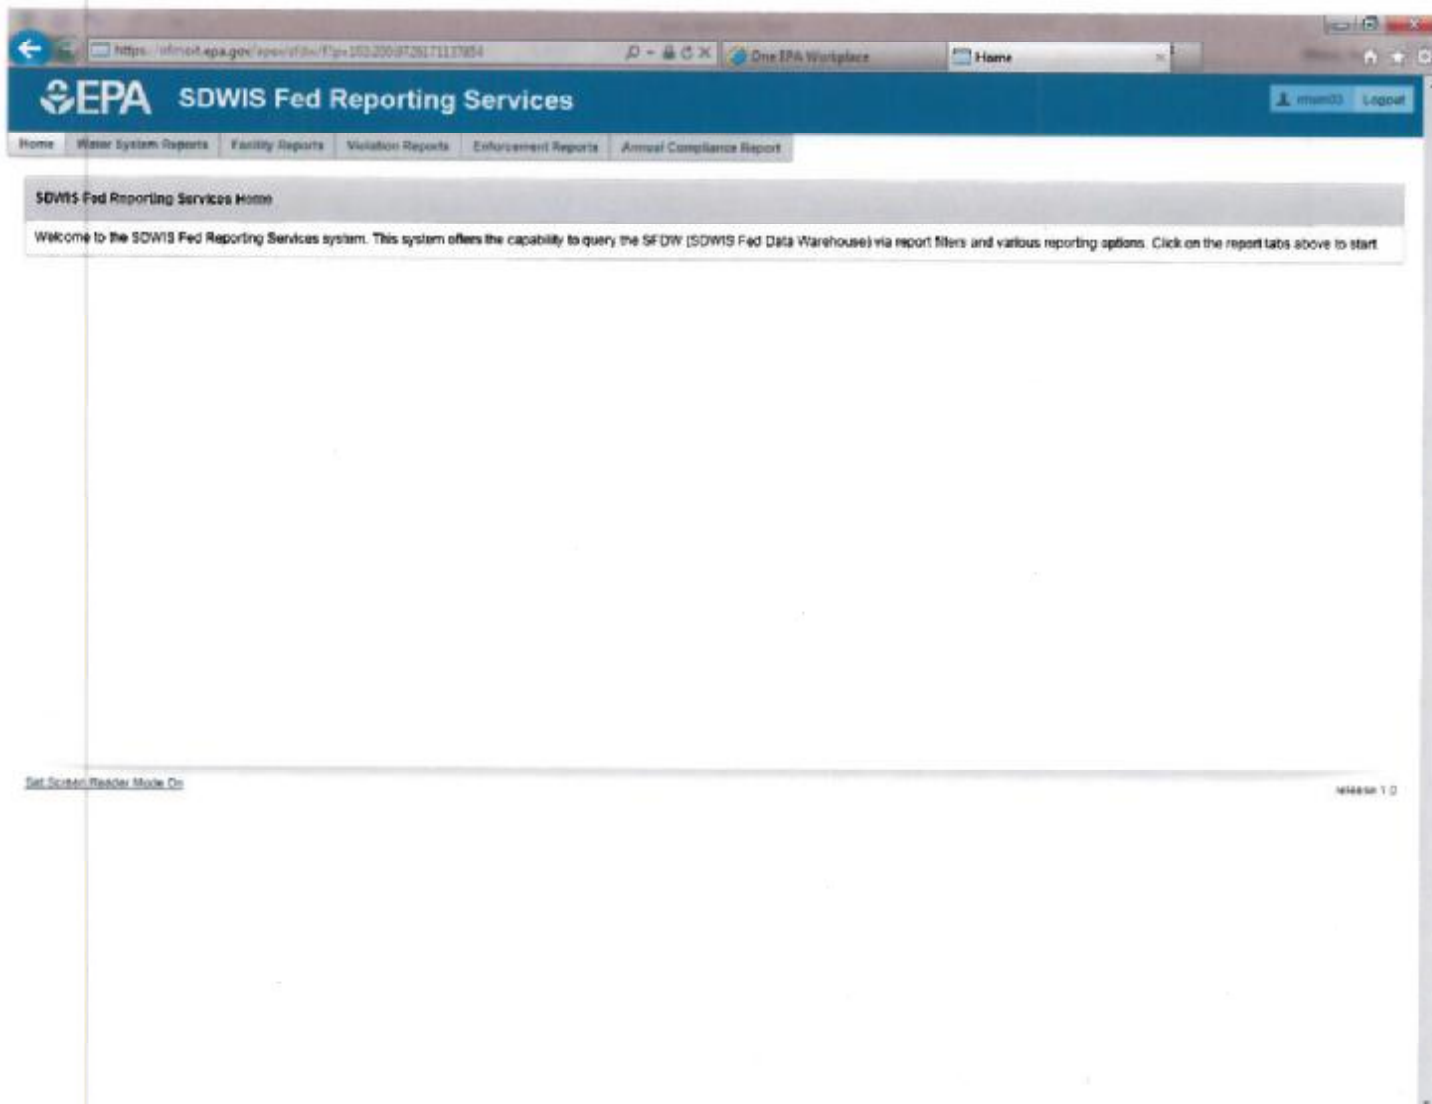 One EPA Workplace
Home
EPA SDWIS Fed Reporting Services
Logout
Home Water System Reports Facility Reports Violation Reports Enforcement Reports Annual Compliance Report
SDWIS Fed Reporting Services Home
Welcome to the SDWIS Fed Reporting Services system. This system offers the capability to query the SFDW (SDWIS Fed Data Warehouse) via report filters and various reporting options. Click on the report tabs above to start
Set Screen Reader Mode On
release 1.0